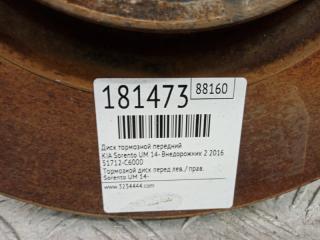 181473
88160
Диск тормозной передний
KIA Sorento UM 14- Внедорожник 2 2016
51712-C6000
Тормозной диск перед лев./ прав.
Sorento UM 14-
www.3234444.com